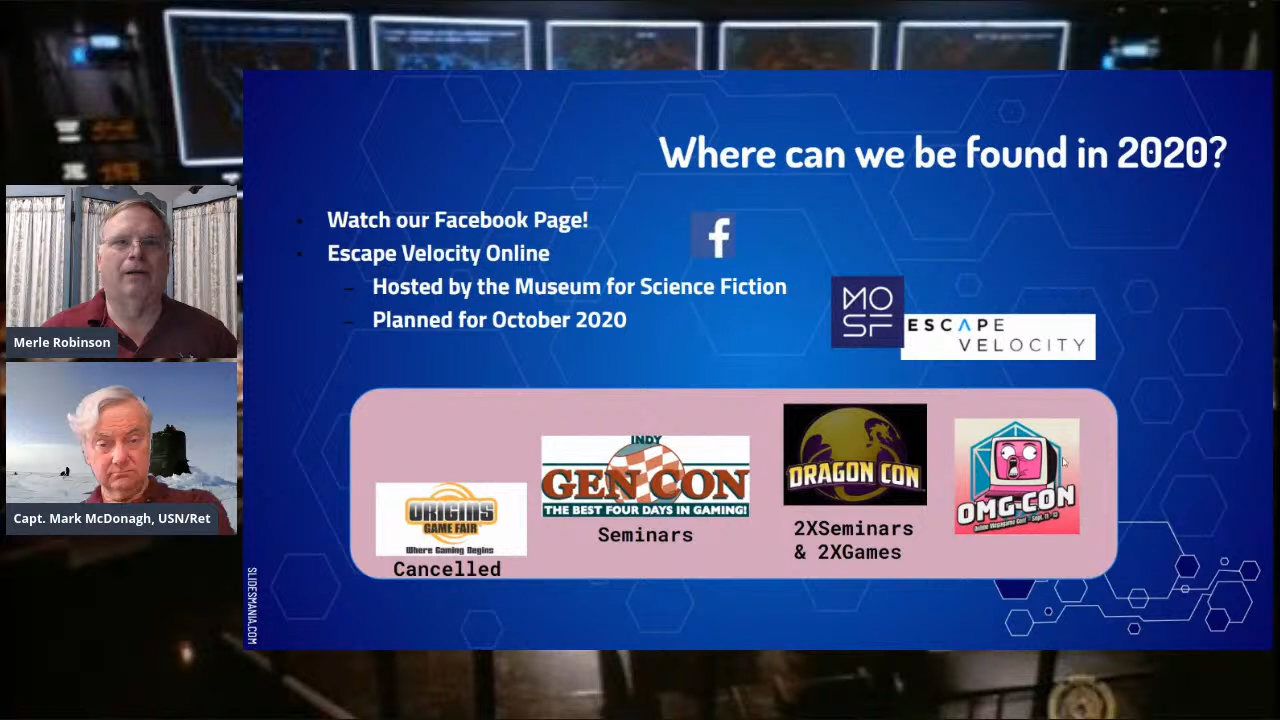 Where can we be found in 2020?
Watch our Facebook Page!
Escape Velocity Online
Hosted by the Museum for Science Fiction
Planned for October 2020
f
MO
SF
ESCAPE
VELOCITY
ORIGINS
GAME FAIR
Where Gaming Begins
Cancelled
INDY
GEN CON
THE BEST FOUR DAYS IN GAMING!
Seminars
DRAGON CON
2XSeminars
& 2XGames
OMG-CON
Merle Robinson
Capt. Mark McDonagh, USN/Ret
SLIDESMANIA.COM